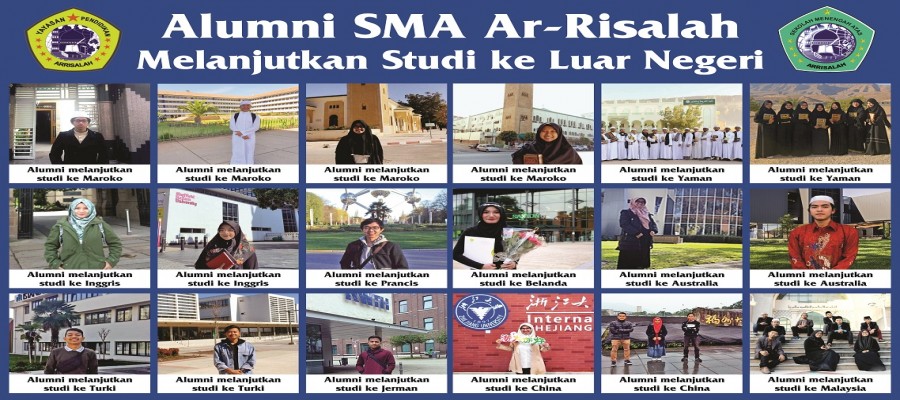 Alumni SMA Ar-Risalah
Melanjutkan Studi ke Luar Negeri
YAYASAN PENDIDIKAN
ARRISALAH
SEKOLAH MENENGAH ATAS
ARRISALAH
Alumni melanjutkan
studi ke Maroko
Alumni melanjutkan
studi ke Maroko
Alumni melanjutkan
studi ke Maroko
Alumni melanjutkan
studi ke Maroko
Alumni melanjutkan
studi ke Yaman
Alumni melanjutkan
studi ke Yaman
Alumni melanjutkan
studi ke Inggris
Alumni melanjutkan
studi ke Inggris
Alumni melanjutkan
studi ke Prancis
Alumni melanjutkan
studi ke Belanda
Alumni melanjutkan
studi ke Australia
Alumni melanjutkan
studi ke Australia
Alumni melanjutkan
studi ke Turki
Alumni melanjutkan
studi ke Turki
Alumni melanjutkan
studi ke Jerman
浙江大
Interna
HEJIANG
Alumni melanjutkan
studi ke China
Alumni melanjutkan
studi ke China
Alumni melanjutkan
studi ke Malaysia